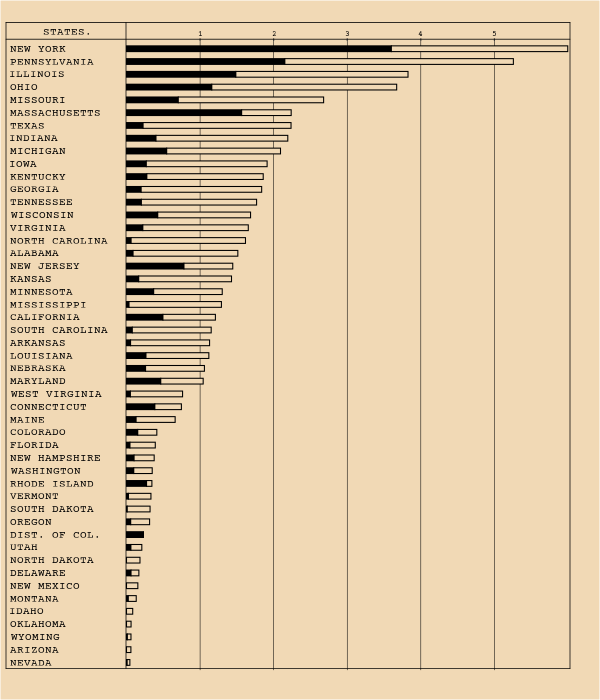 STATES. 1 2 3 4 5
NEW YORK
PENNSYLVANIA
ILLINOIS
OHIO
MISSOURI
MASSACHUSETTS
TEXAS
INDIANA
MICHIGAN
IOWA
KENTUCKY
GEORGIA
TENNESSEE
WISCONSIN
VIRGINIA
NORTH CAROLINA
ALABAMA
NEW JERSEY
KANSAS
MINNESOTA
MISSISSIPPI
CALIFORNIA
SOUTH CAROLINA
ARKANSAS
LOUISIANA
NEBRASKA
MARYLAND
WEST VIRGINIA
CONNECTICUT
MAINE
COLORADO
FLORIDA
NEW HAMPSHIRE
WASHINGTON
RHODE ISLAND
VERMONT
SOUTH DAKOTA
OREGON
DIST. OF COL.
UTAH
NORTH DAKOTA
DELAWARE
NEW MEXICO
MONTANA
IDAHO
OKLAHOMA
WYOMING
ARIZONA
NEVADA